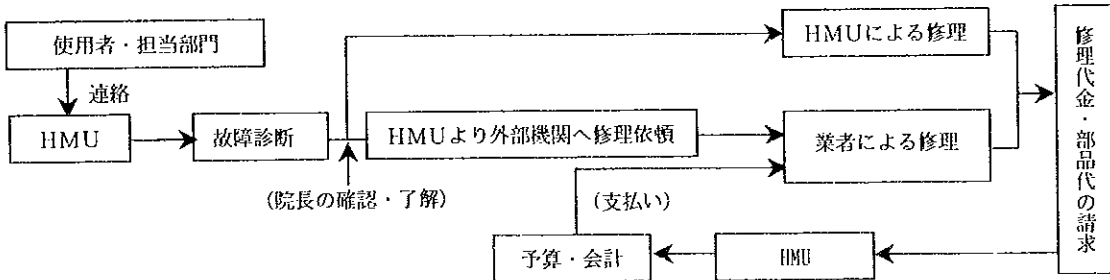 使用者・担当部門
連絡
HMU
故障診断
(院長の確認・了解)
HMUより外部機関へ修理依頼
HMUによる修理
業者による修理
修理代金・部品代の請求
HMU
予算・会計
(支払い)